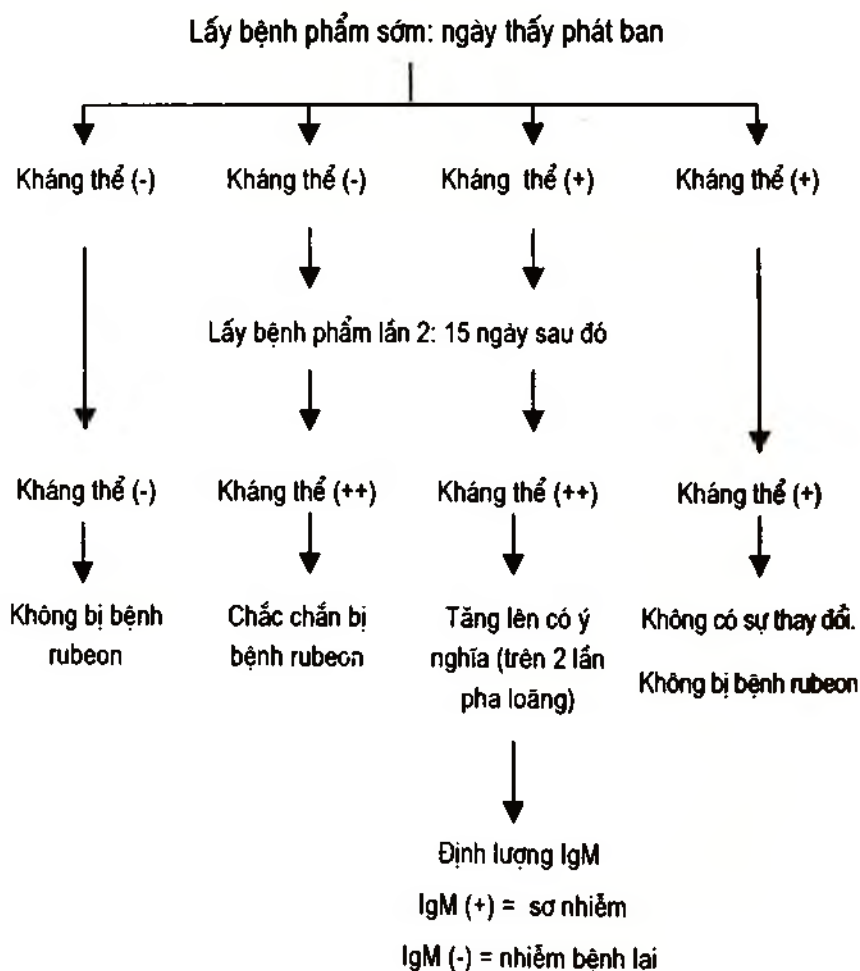 Lấy bệnh phẩm sớm: ngày thấy phát ban
Kháng thể (-) Kháng thể (-) Kháng thể (+) Kháng thể (+)
Lấy bệnh phẩm lần 2: 15 ngày sau đó
Kháng thể (-) Kháng thể (++) Kháng thể (++) Kháng thể (+)
Không bị bệnh
rubeon
Chắc chắn bị
bệnh rubeon
Tăng lên có ý
nghĩa (trên 2 lần
pha loãng)
Không có sự thay đổi.
Không bị bệnh rubeon
Định lượng IgM
IgM (+) = sơ nhiễm
IgM (-) = nhiễm bệnh lại